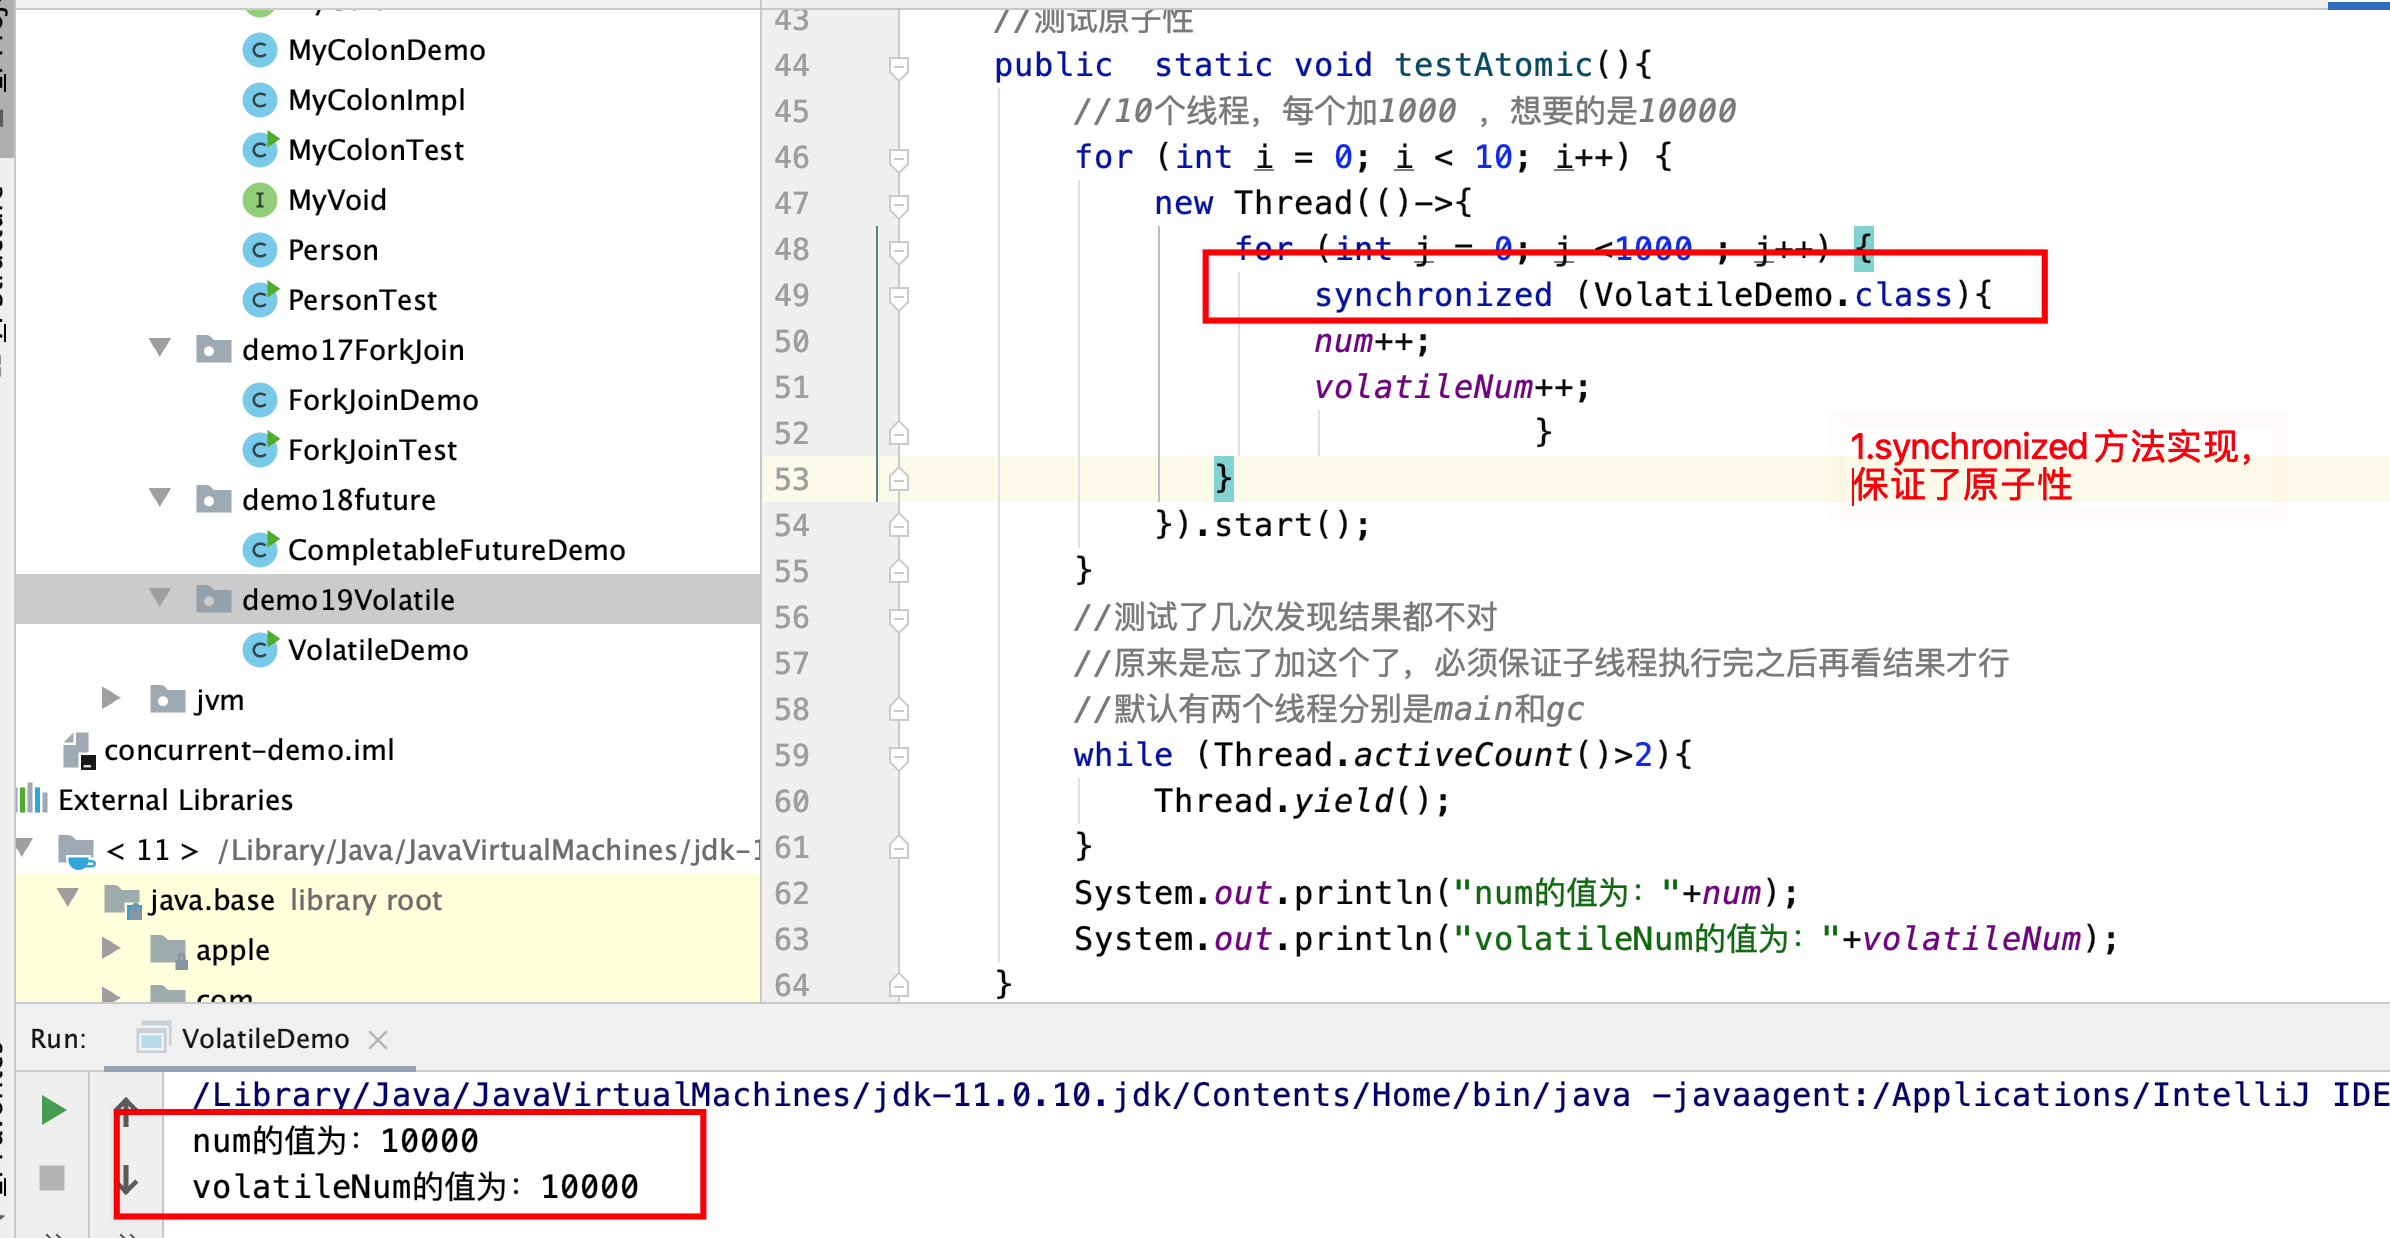 MyColonDemo
MyColonImpl
MyColonTest
MyVoid
Person
PersonTest
demo17ForkJoin
ForkJoinDemo
ForkJoinTest
demo18future
CompletableFutureDemo
demo19Volatile
VolatileDemo
jvm
concurrent-demo.iml
External Libraries
< 11 > /Library/Java/JavaVirtualMachines/jdk-1
java.base library root
apple
com
43 //测试原子性
44 public static void testAtomic(){
45 //10个线程，每个加1000 ，想要的是10000
46 for (int i = 0; i < 10; i++) {
47 new Thread(()->{
48 for (int j = 0; j <1000 ; j++) {
49 synchronized (VolatileDemo.class){
50 num++;
51 volatileNum++;
52 }
53 }
54 }).start();
55 }
56 //测试了几次发现结果都不对
57 //原来是忘了加这个了，必须保证子线程执行完之后再看结果才行
58 //默认有两个线程分别是main和gc
59 while (Thread.activeCount()>2){
60 Thread.yield();
61 }
62 System.out.println("num的值为："+num);
63 System.out.println("volatileNum的值为："+volatileNum);
64 }
1.synchronized方法实现，
保证了原子性
Run: VolatileDemo
/Library/Java/JavaVirtualMachines/jdk-11.0.10.jdk/Contents/Home/bin/java -javaagent:/Applications/IntelliJ IDE
num的值为：10000
volatileNum的值为：10000